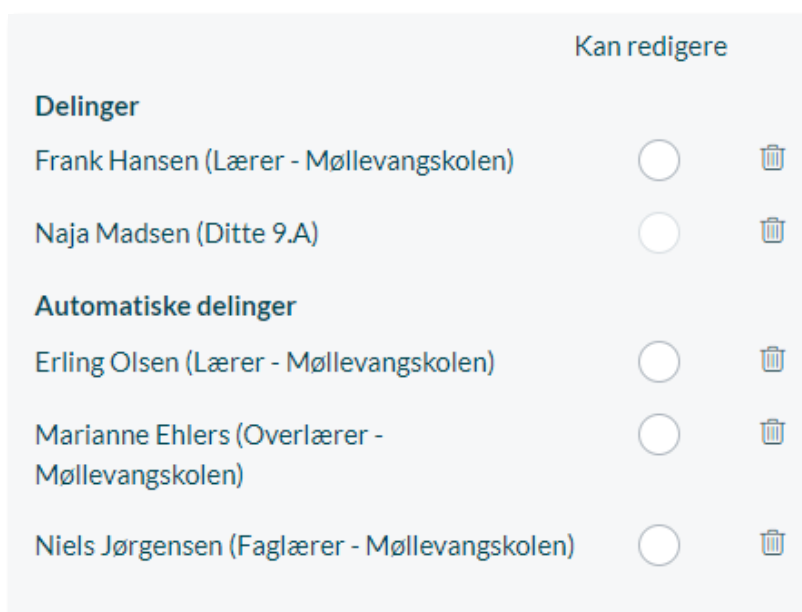 Kan redigere
Delinger
Frank Hansen (Lærer - Møllevangskolen)
Naja Madsen (Ditte 9.A)
Automatiske delinger
Erling Olsen (Lærer - Møllevangskolen)
Marianne Ehlers (Overlærer -
Møllevangskolen)
Niels Jørgensen (Faglærer - Møllevangskolen)